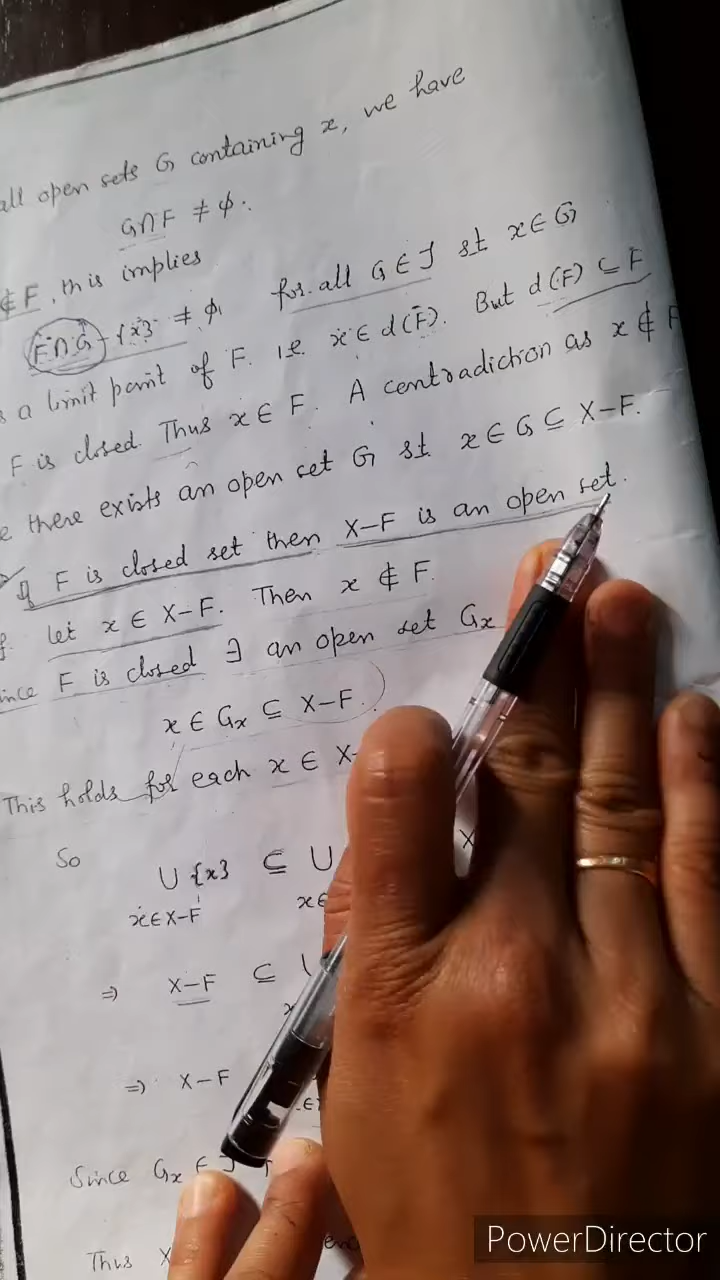 all open sets G containing x, we have
G∩F ≠ φ.
∉ F, this implies
F∩G - {x} ≠ φ, for all G ∈ J st x ∈ G
s a limit point of F. I.e. x ∈ d(F). But d(F) ⊆ F
F is closed. Thus x ∈ F. A contradiction as x ∉ F
e there exists an open set G st x ∈ G ⊆ X-F.
If F is closed set then X-F is an open set.
f. let x ∈ X-F. Then x ∉ F.
ince F is closed ∃ an open set Gx
x ∈ Gx ⊆ X-F.
This holds for each x ∈ X-
So
∪ {x} ⊆ ∪ X
x∈X-F x∈
⇒ X-F ⊆
⇒ X-F
Since Gx ∈ J
Thus X
PowerDirector